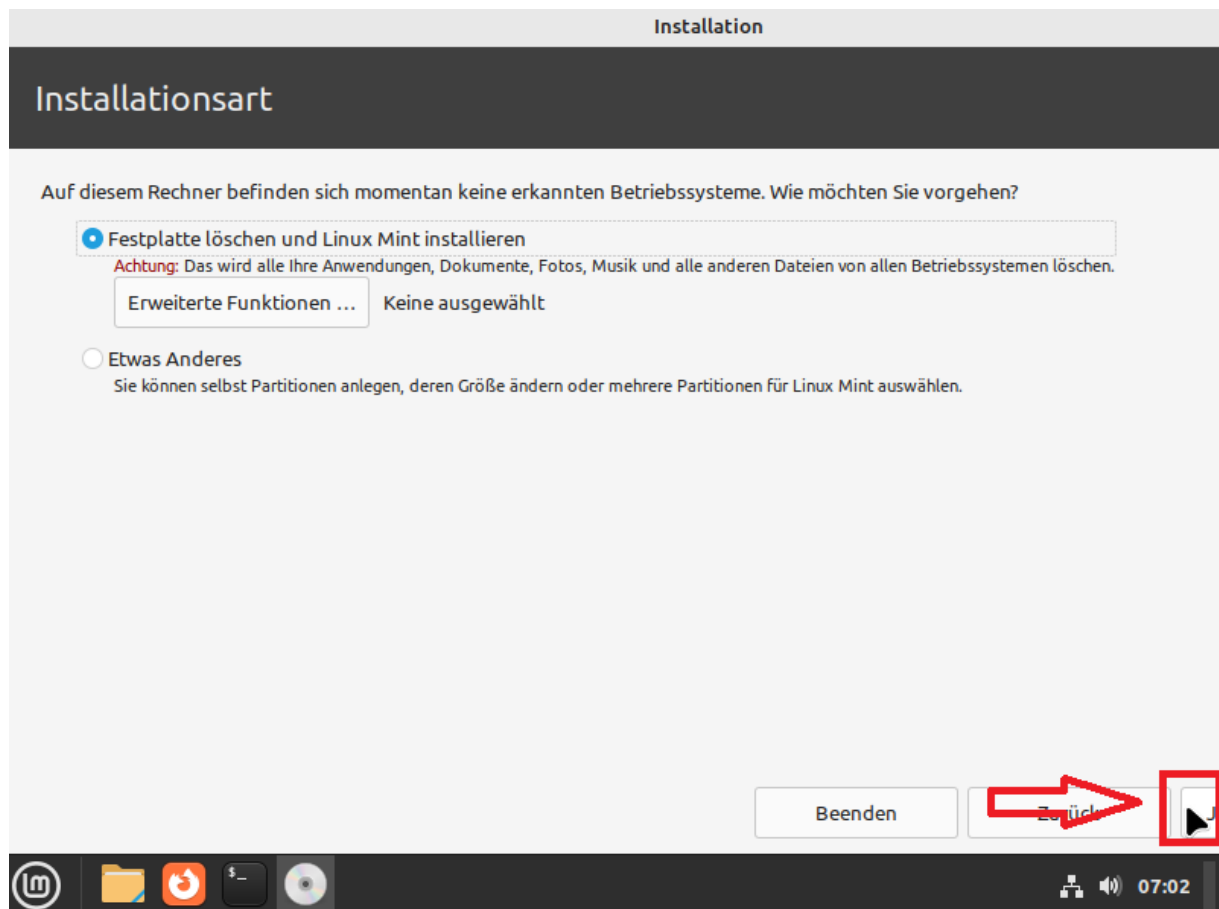 Installation
Installationsart
Auf diesem Rechner befinden sich momentan keine erkannten Betriebssysteme. Wie möchten Sie vorgehen?
Festplatte löschen und Linux Mint installieren
Achtung: Das wird alle Ihre Anwendungen, Dokumente, Fotos, Musik und alle anderen Dateien von allen Betriebssystemen löschen.
Erweiterte Funktionen ... Keine ausgewählt
Etwas Anderes
Sie können selbst Partitionen anlegen, deren Größe ändern oder mehrere Partitionen für Linux Mint auswählen.
Beenden Zurück J
$_ 07:02